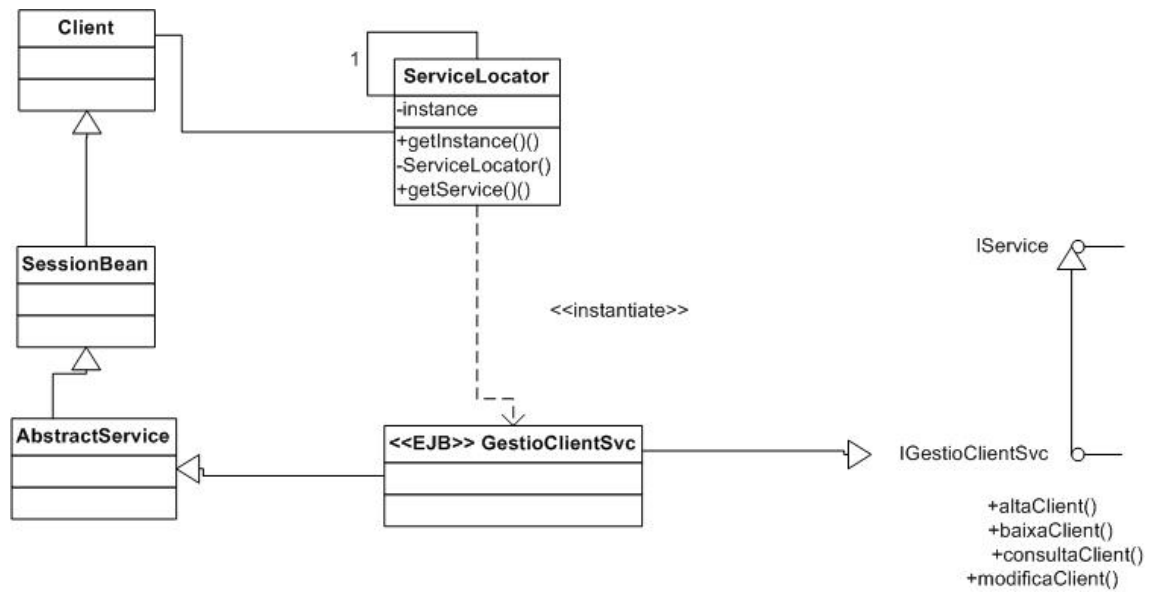 Client
1
ServiceLocator
-instance
+getInstance()()
-ServiceLocator()
+getService()()
SessionBean
IService
<<instantiate>>
AbstractService
<<EJB>> GestioClientSvc
IGestioClientSvc
+altaClient()
+baixaClient()
+consultaClient()
+modificaClient()